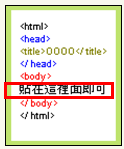 <html>
<head>
<title>OOOO</title>
</head>
<body>
貼在這裡面即可
</body>
</html>